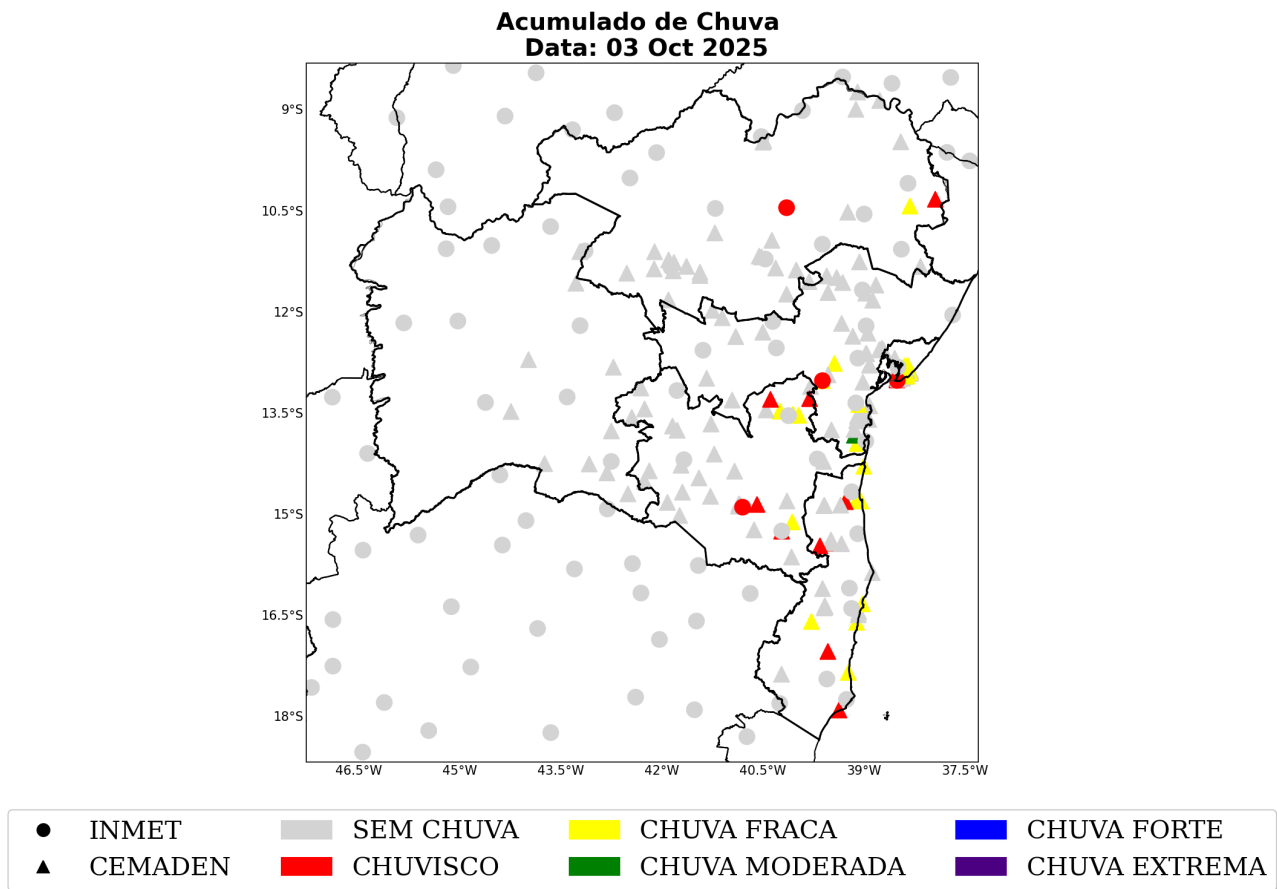 Acumulado de Chuva
Data: 03 Oct 2025
9°S
10.5°S
12°S
13.5°S
15°S
16.5°S
18°S
46.5°W 45°W 43.5°W 42°W 40.5°W 39°W 37.5°W
INMET SEM CHUVA CHUVA FRACA CHUVA FORTE
CEMADEN CHUVISCO CHUVA MODERADA CHUVA EXTREMA